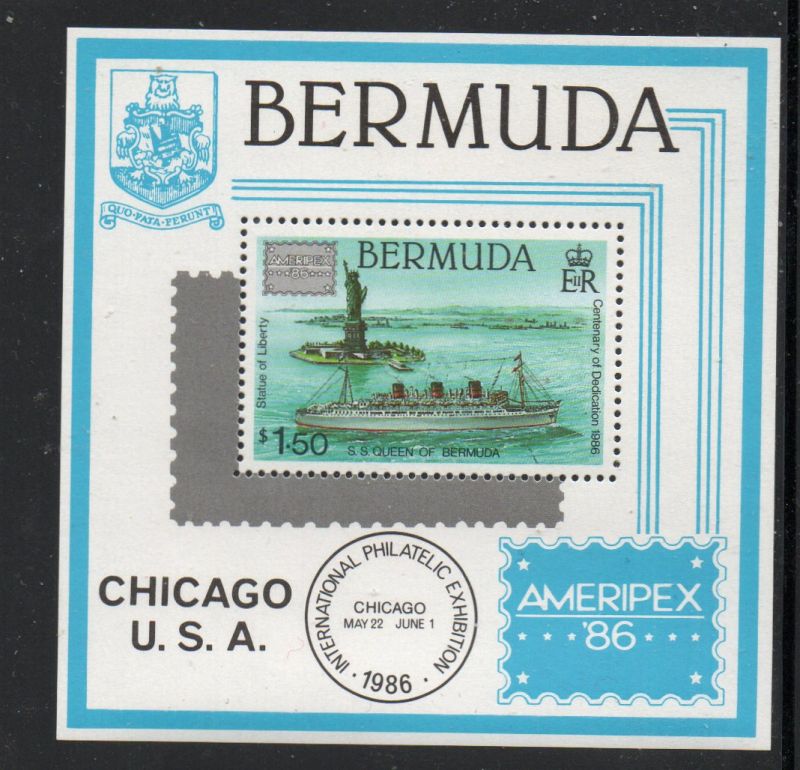 BERMUDA
QUO·FATA·FERUNT
AMERIPEX
'86
BERMUDA
EIIR
Statue of Liberty
Centenary of Dedication 1986
$1·50
S.S. QUEEN OF BERMUDA
CHICAGO
U. S. A.
INTERNATIONAL PHILATELIC EXHIBITION
CHICAGO
MAY 22 JUNE 1
· 1986 ·
AMERIPEX
'86